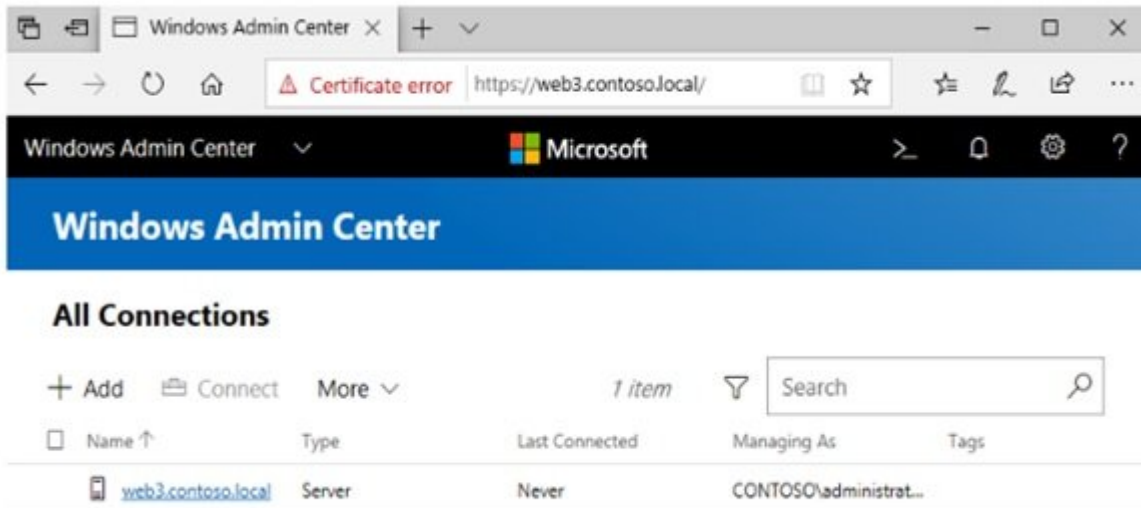 Windows Admin Center
Certificate error https://web3.contoso.local/
Windows Admin Center Microsoft
Windows Admin Center
All Connections
Add Connect More 1 item Search
Name Type Last Connected Managing As Tags
web3.contoso.local Server Never CONTOSO\administrat...